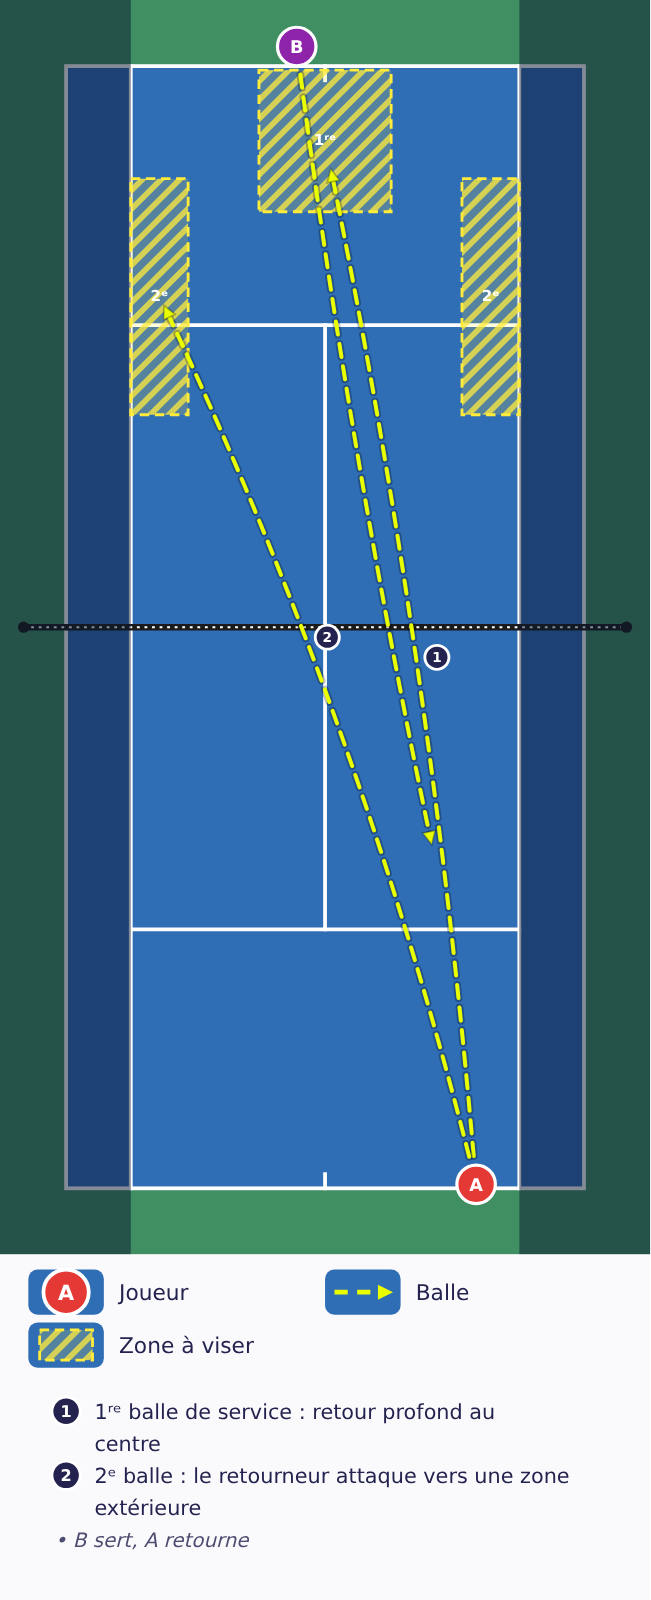 B
1ʳᵉ
2ᵉ
2ᵉ
2
1
A
A
Joueur
Balle
Zone à viser
1
1ʳᵉ balle de service : retour profond au
centre
2
2ᵉ balle : le retourneur attaque vers une zone
extérieure
• B sert, A retourne